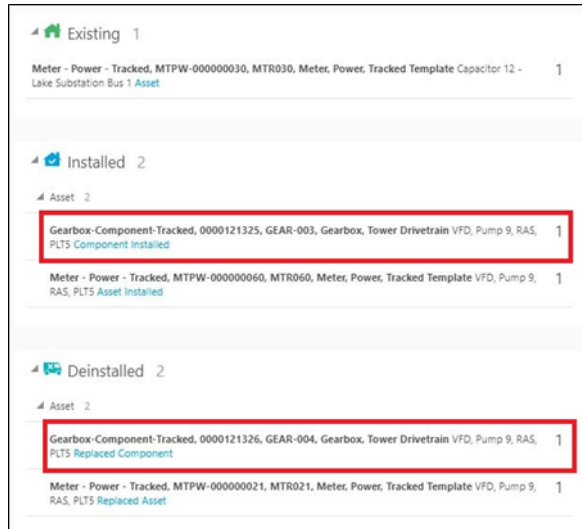 Existing 1
Meter - Power - Tracked, MTPW-000000030, MTR030, Meter, Power, Tracked Template Capacitor 12 - 1
Lake Substation Bus 1 Asset
Installed 2
Asset 2
Gearbox-Component-Tracked, 0000121325, GEAR-003, Gearbox, Tower Drivetrain VFD, Pump 9, RAS, 1
PLT5 Component Installed
Meter - Power - Tracked, MTPW-000000060, MTR060, Meter, Power, Tracked Template VFD, Pump 9, 1
RAS, PLT5 Asset Installed
Deinstalled 2
Asset 2
Gearbox-Component-Tracked, 0000121326, GEAR-004, Gearbox, Tower Drivetrain VFD, Pump 9, RAS, 1
PLT5 Replaced Component
Meter - Power - Tracked, MTPW-000000021, MTR021, Meter, Power, Tracked Template VFD, Pump 9, 1
RAS, PLT5 Replaced Asset